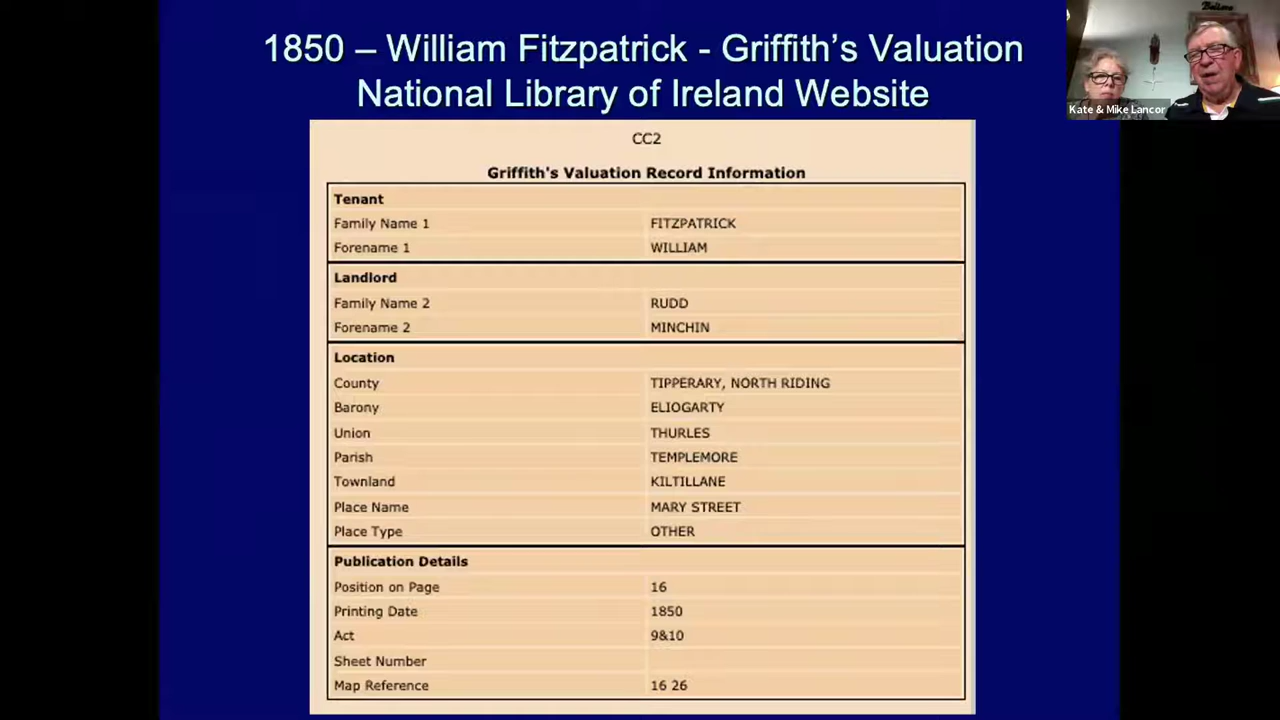 1850 – William Fitzpatrick - Griffith's Valuation
National Library of Ireland Website
Believe
Kate & Mike Lancor
CC2
Griffith's Valuation Record Information
Tenant
Family Name 1 FITZPATRICK
Forename 1 WILLIAM
Landlord
Family Name 2 RUDD
Forename 2 MINCHIN
Location
County TIPPERARY, NORTH RIDING
Barony ELIOGARTY
Union THURLES
Parish TEMPLEMORE
Townland KILTILLANE
Place Name MARY STREET
Place Type OTHER
Publication Details
Position on Page 16
Printing Date 1850
Act 9&10
Sheet Number
Map Reference 16 26